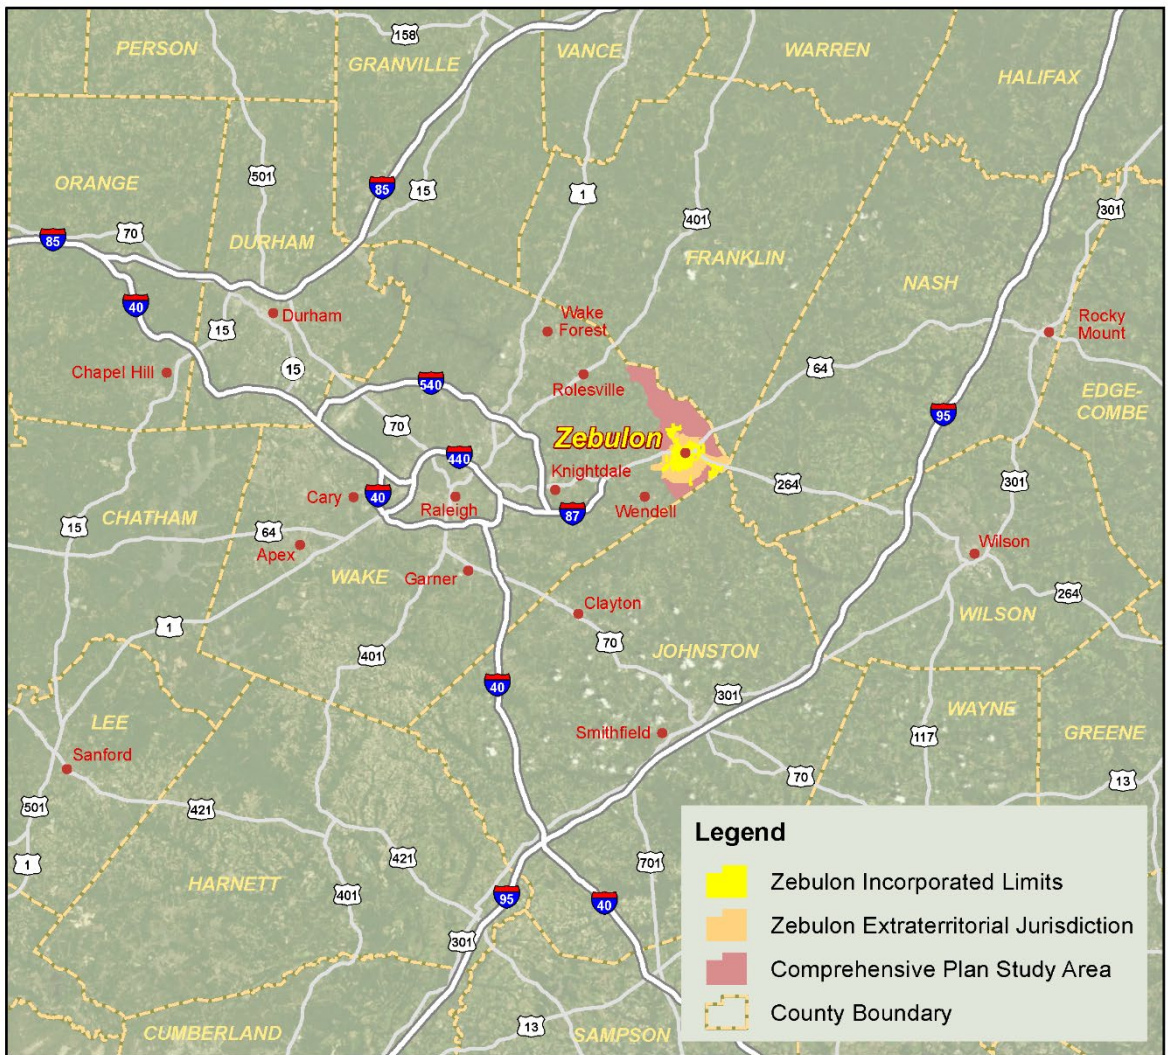 158
PERSON
GRANVILLE
VANCE
WARREN
HALIFAX
ORANGE
501
85
15
1
401
301
85
70
DURHAM
FRANKLIN
NASH
40
15
Durham
Wake
Forest
Rocky
Mount
Chapel Hill
15
540
Rolesville
64
EDGE-
COMBE
95
70
440
Zebulon
Knightdale
Cary
40
Raleigh
87
Wendell
264
301
15
CHATHAM
64
Apex
WAKE
Garner
Wilson
Clayton
264
WILSON
1
401
70
JOHNSTON
40
301
LEE
WAYNE
GREENE
Sanford
Smithfield
117
70
13
501
421
1
421
701
HARNETT
401
95
40
301
CUMBERLAND
13
SAMPSON
Legend
Zebulon Incorporated Limits
Zebulon Extraterritorial Jurisdiction
Comprehensive Plan Study Area
County Boundary